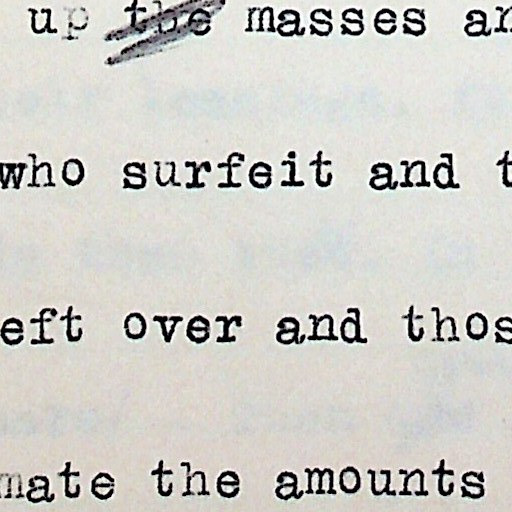 up the masses an
who surfeit and t
eft over and thos
mate the amounts